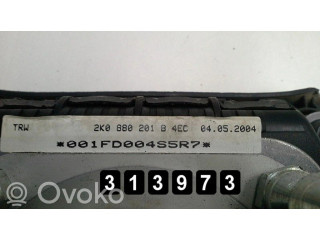 TRW 2K0 880 201 B 4EC 04.05.2004
*001FD004S5R7*
313973
OVOKO